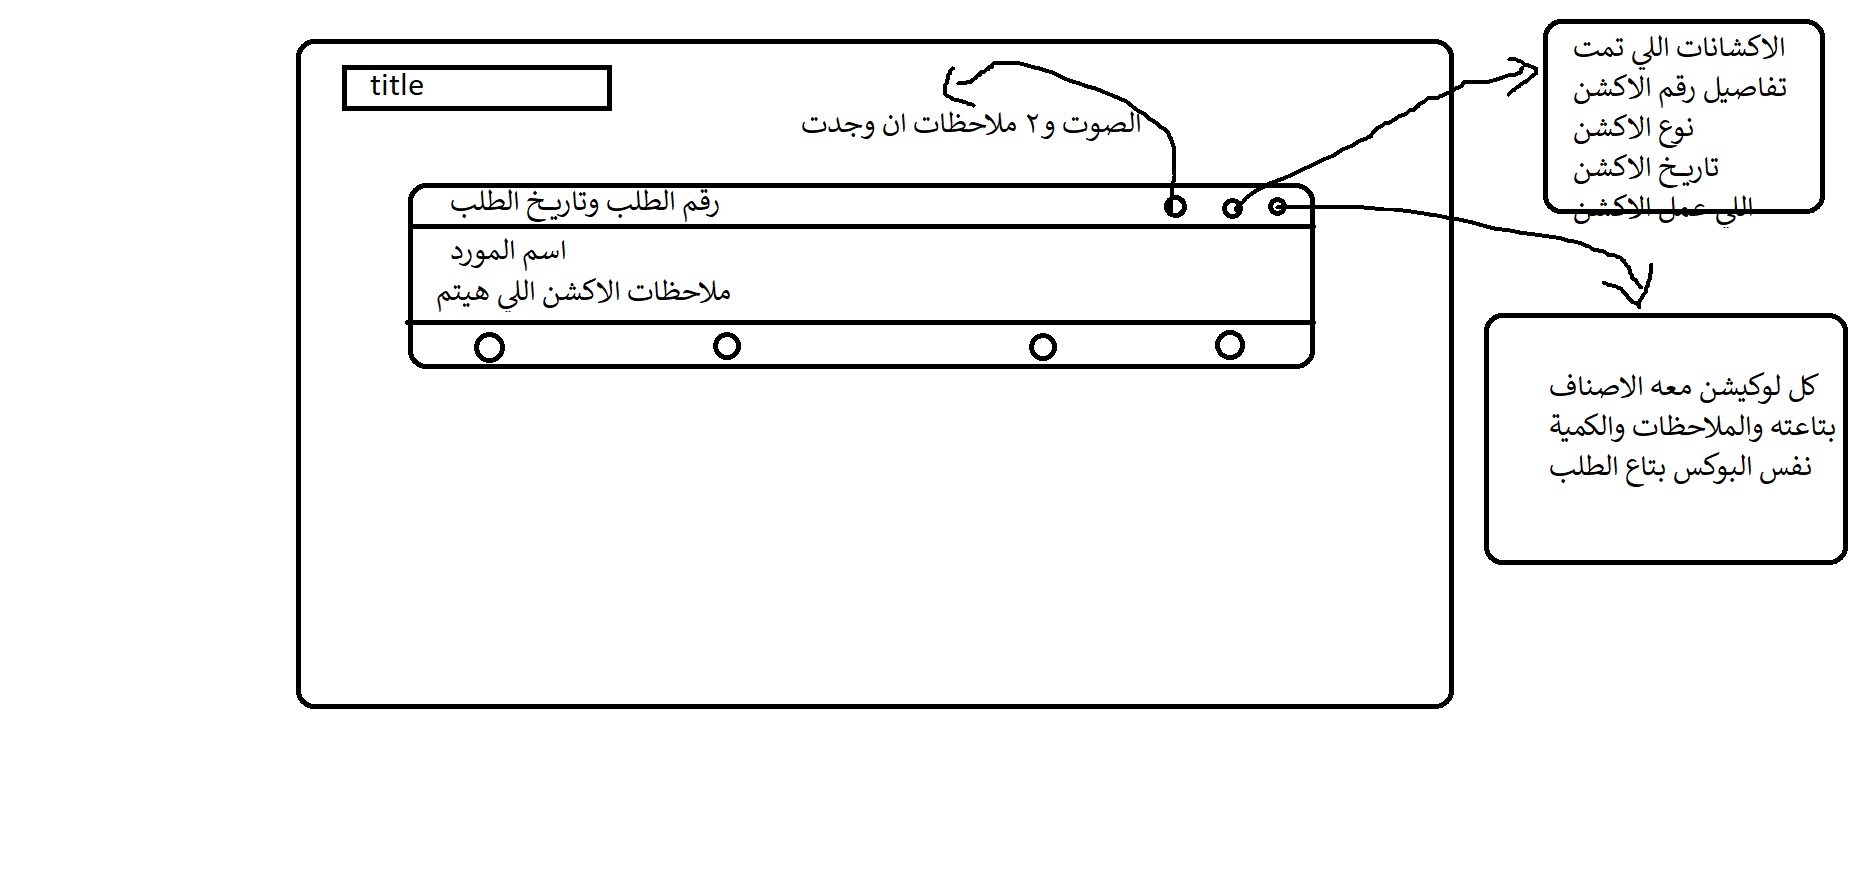 title
الصوت و٢ ملاحظات ان وجدت
رقم الطلب وتاريخ الطلب
اسم المورد
ملاحظات الاكشن اللي هيتم
الاكشانات اللي تمت
تفاصيل رقم الاكشن
نوع الاكشن
تاريخ الاكشن
اللي عمل الاكشن
كل لوكيشن معه الاصناف
بتاعته والملاحظات والكمية
نفس البوكس بتاع الطلب